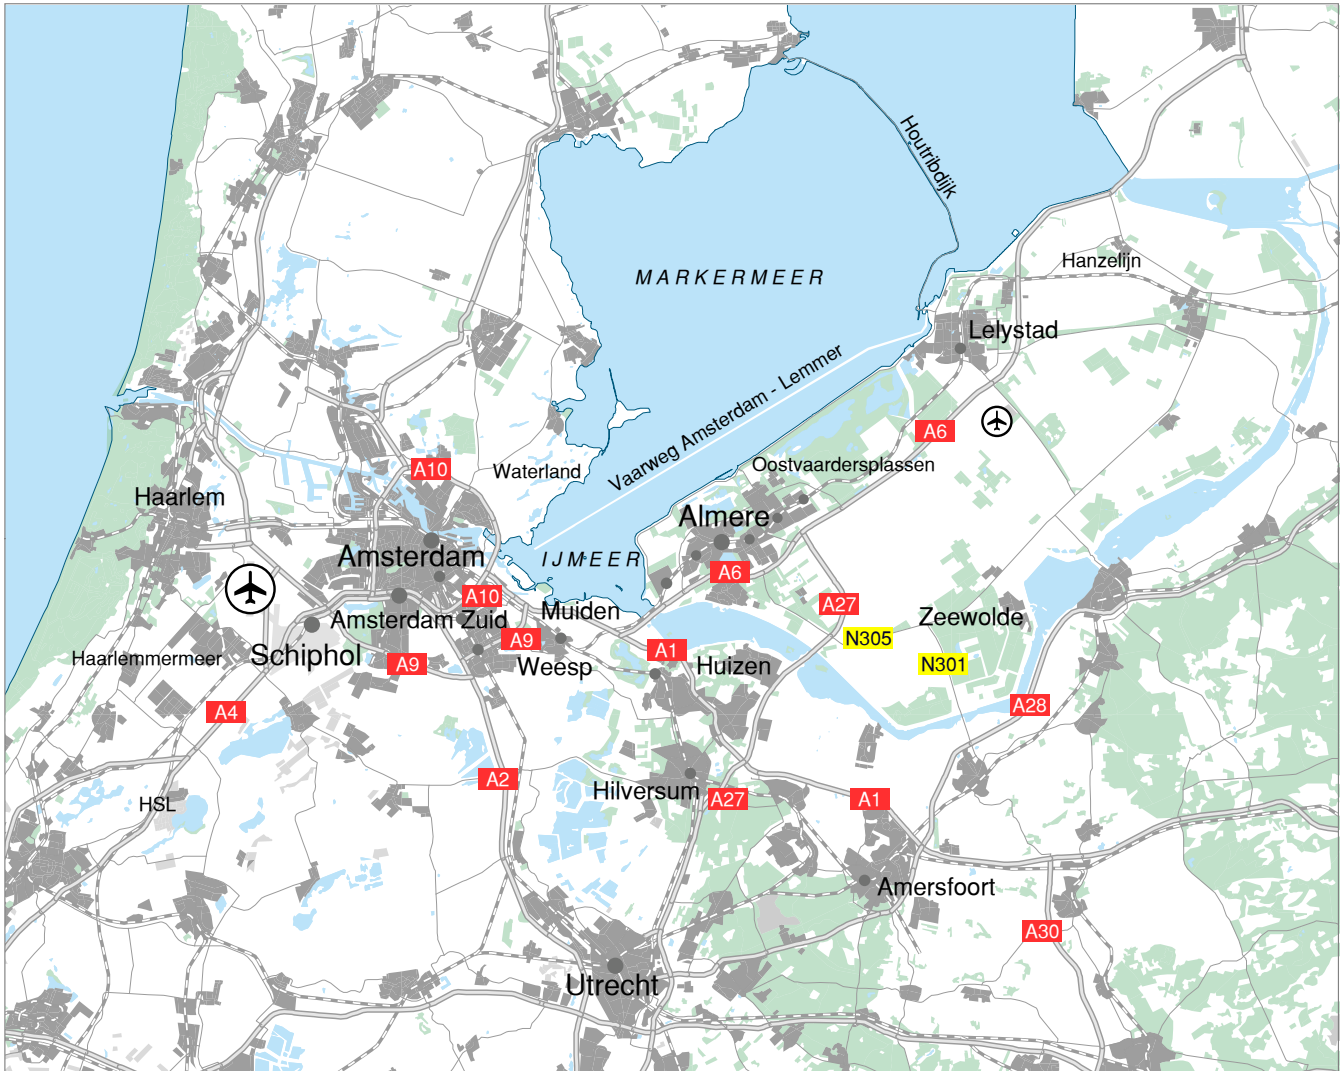 Houtribdijk
Hanzelijn
MARKERMEER
Lelystad
Vaarweg Amsterdam - Lemmer
A6
A10
Waterland
Oostvaardersplassen
Haarlem
Almere
Amsterdam
IJMEER
A6
A10
Muiden
A27
Zeewolde
Amsterdam Zuid
A9
N305
Haarlemmermeer
Schiphol
A9
Weesp
A1
Huizen
N301
A4
A28
A2
Hilversum
A27
A1
HSL
Amersfoort
A30
Utrecht